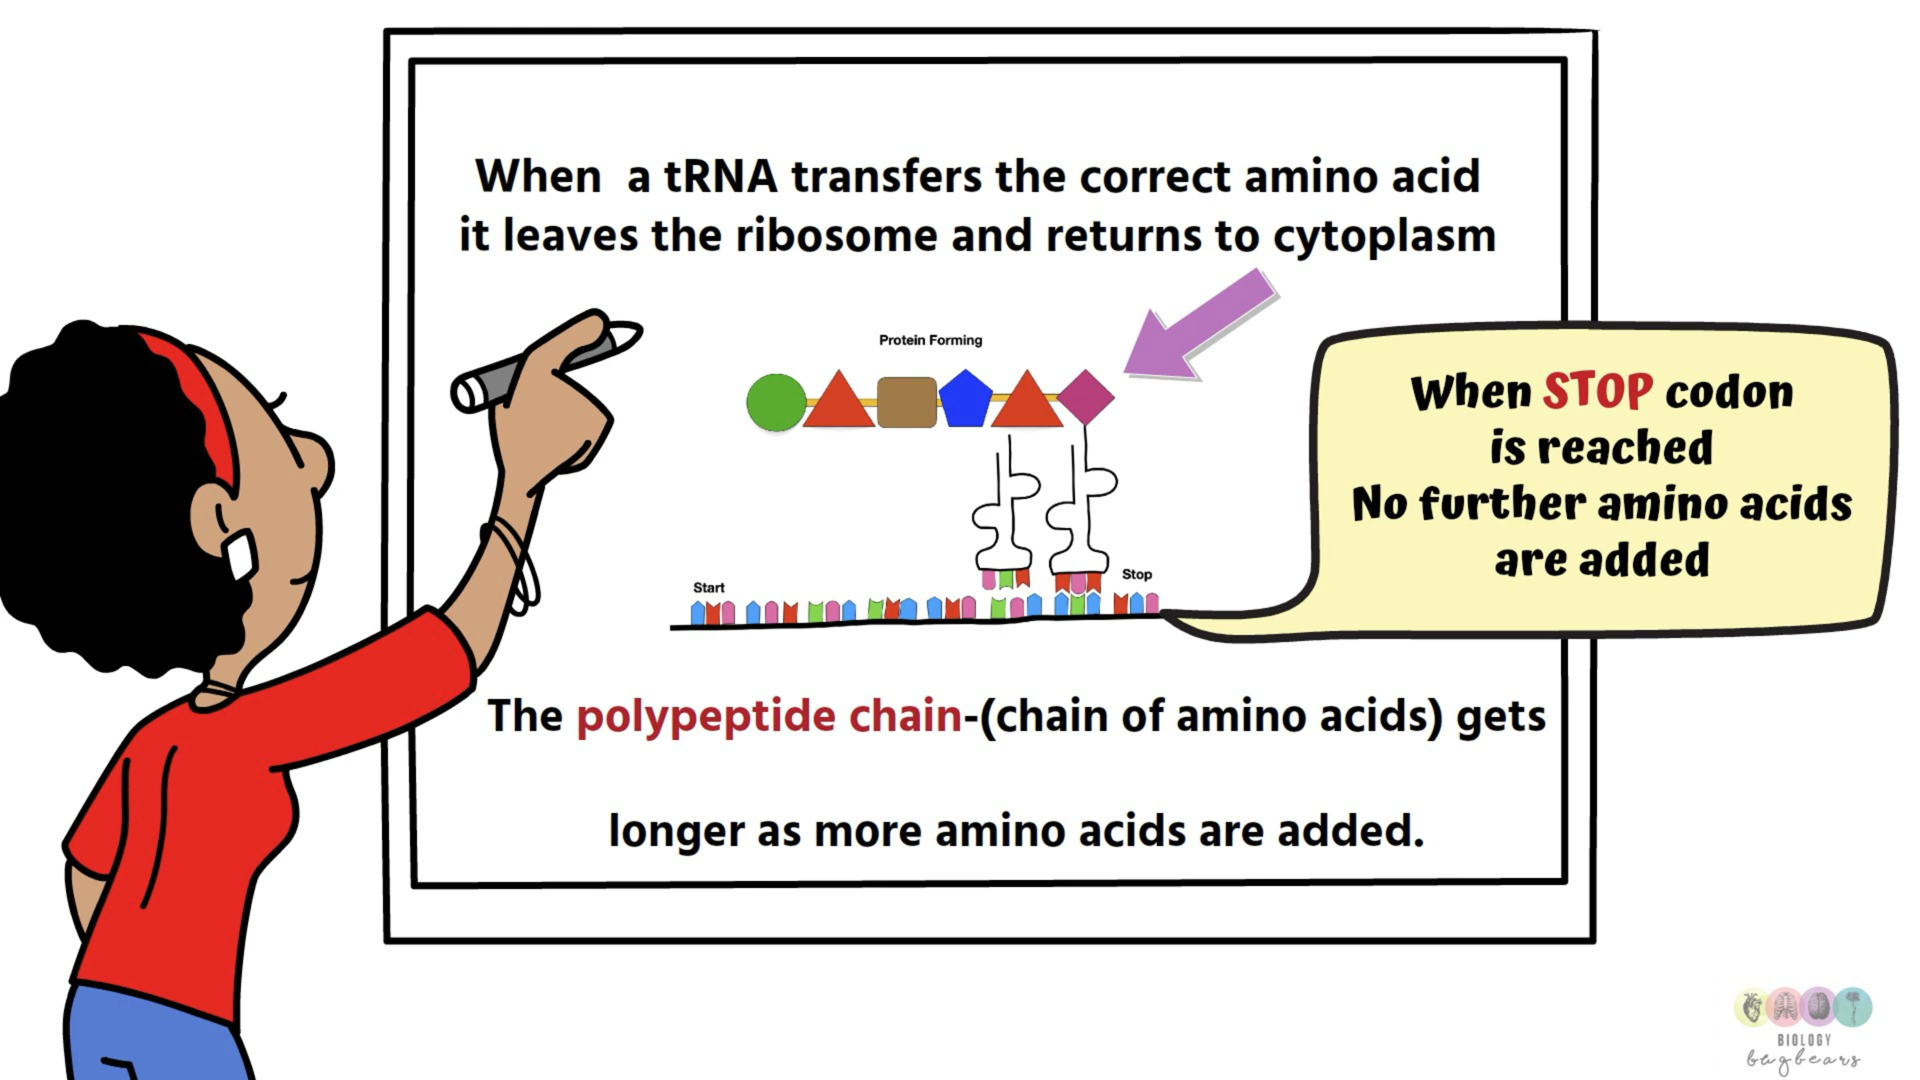 When a tRNA transfers the correct amino acid
it leaves the ribosome and returns to cytoplasm
Protein Forming
When STOP codon
is reached
No further amino acids
are added
Start
Stop
The polypeptide chain-(chain of amino acids) gets
longer as more amino acids are added.
BIOLOGY
bugbears